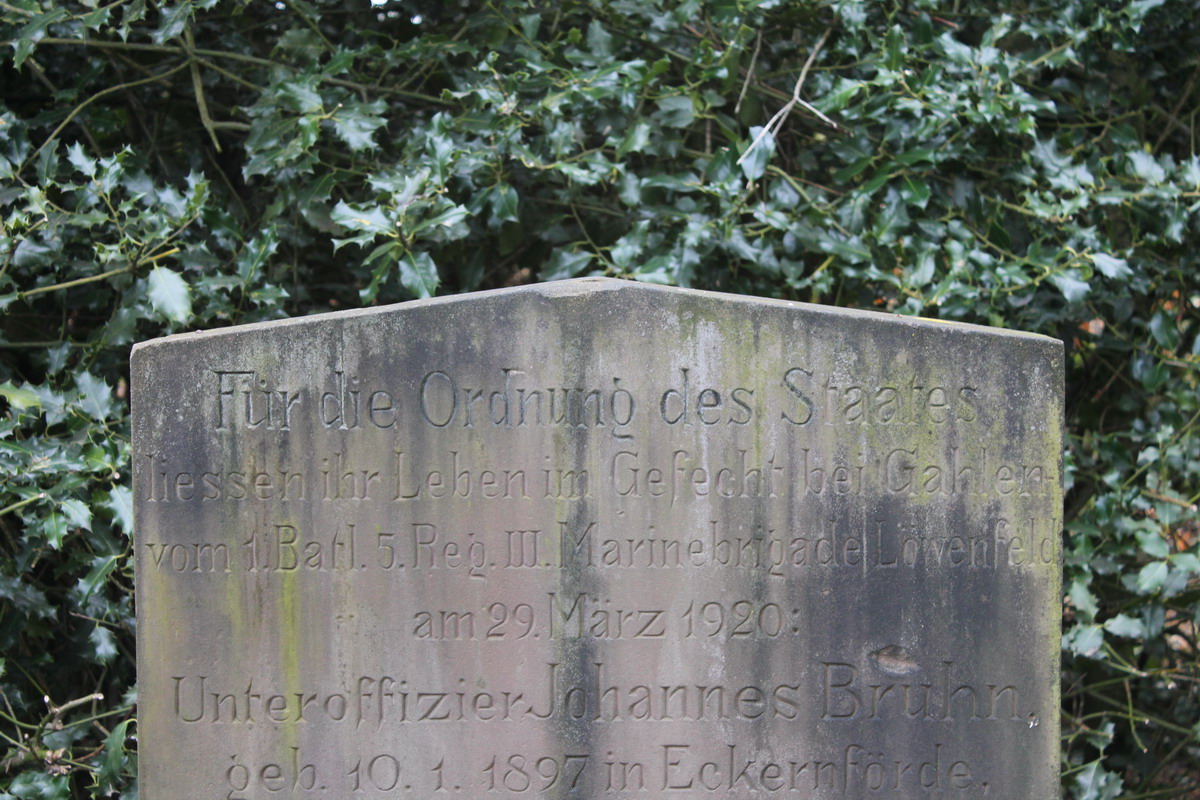 Für die Ordnung des Staates
liessen ihr Leben im Gefecht bei Gahlen-
vom 1. Batl. 5. Reg. III. Marinebrigade Löwenfeld
am 29. März 1920:
Unteroffizier Johannes Bruhn,
geb. 10. 1. 1897 in Eckernförde,